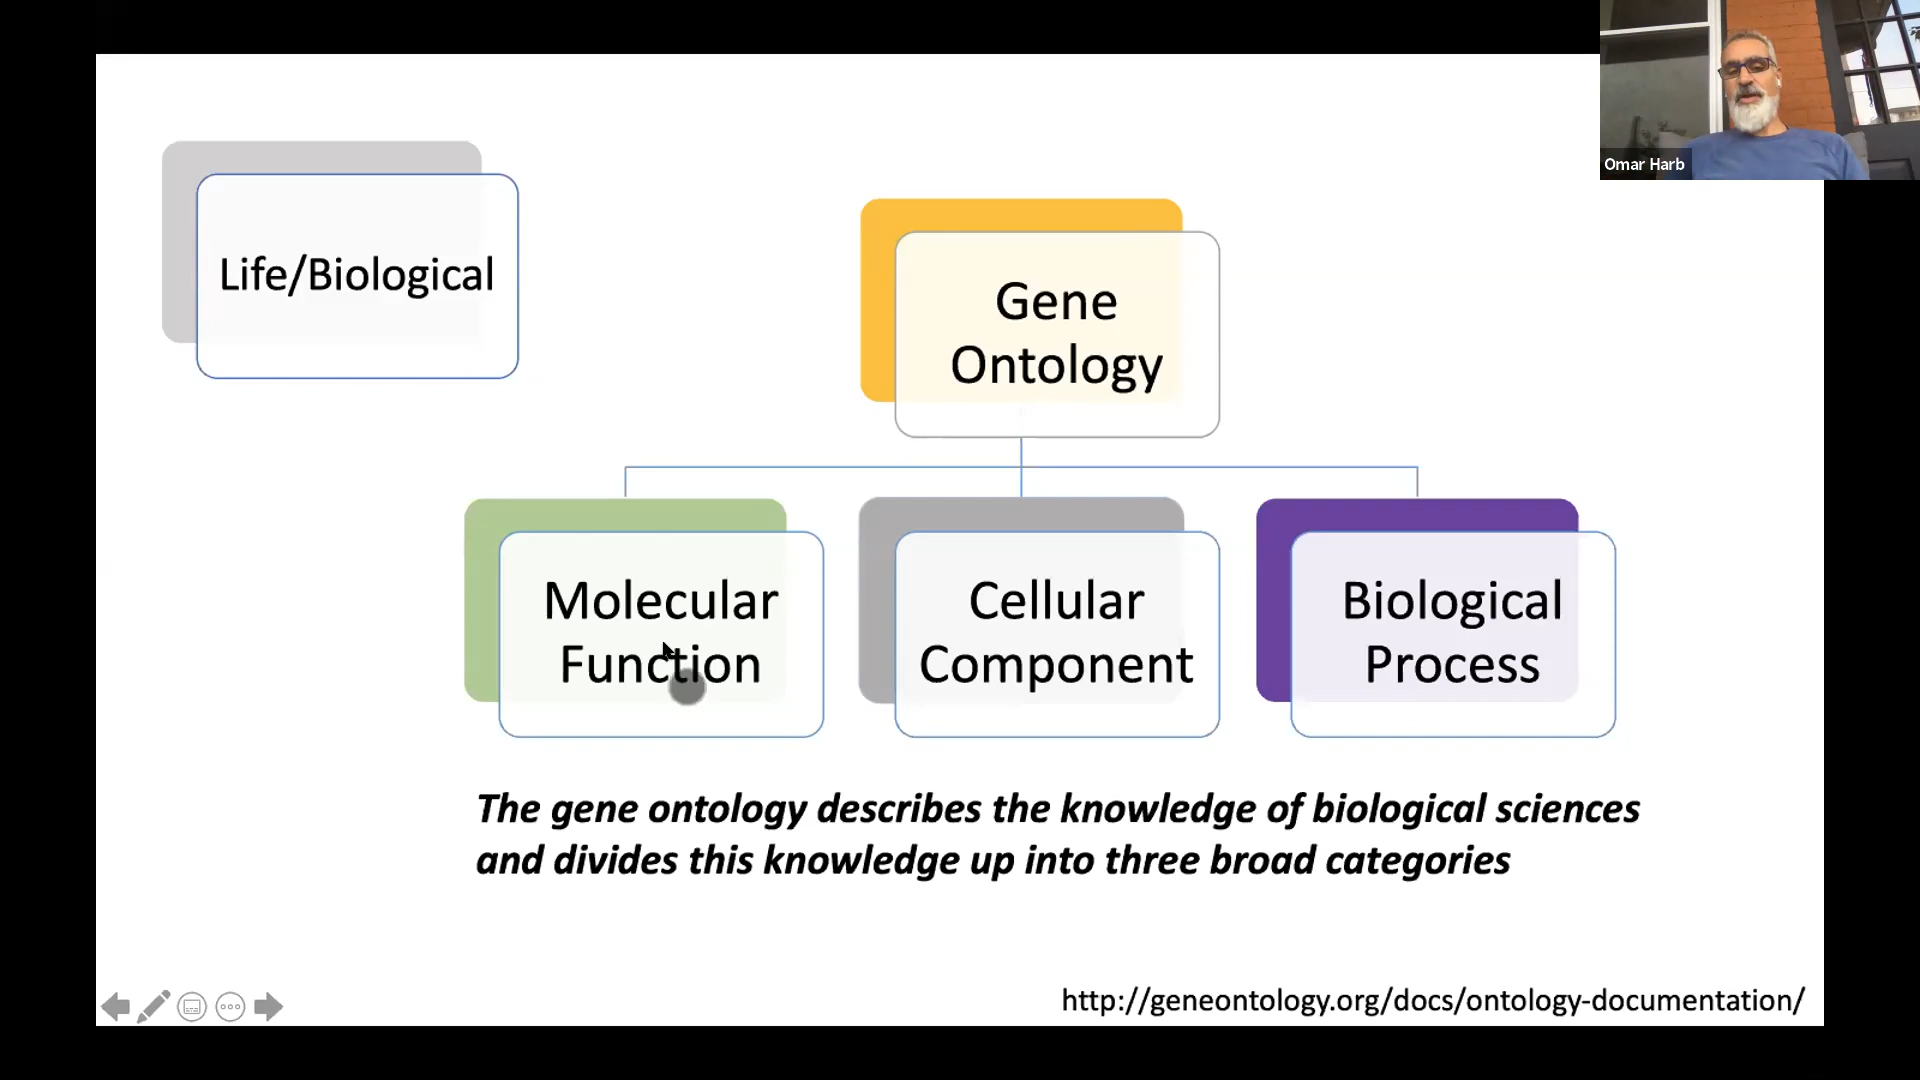 Omar Harb
Life/Biological
Gene
Ontology
Molecular
Function
Cellular
Component
Biological
Process
The gene ontology describes the knowledge of biological sciences
and divides this knowledge up into three broad categories
http://geneontology.org/docs/ontology-documentation/